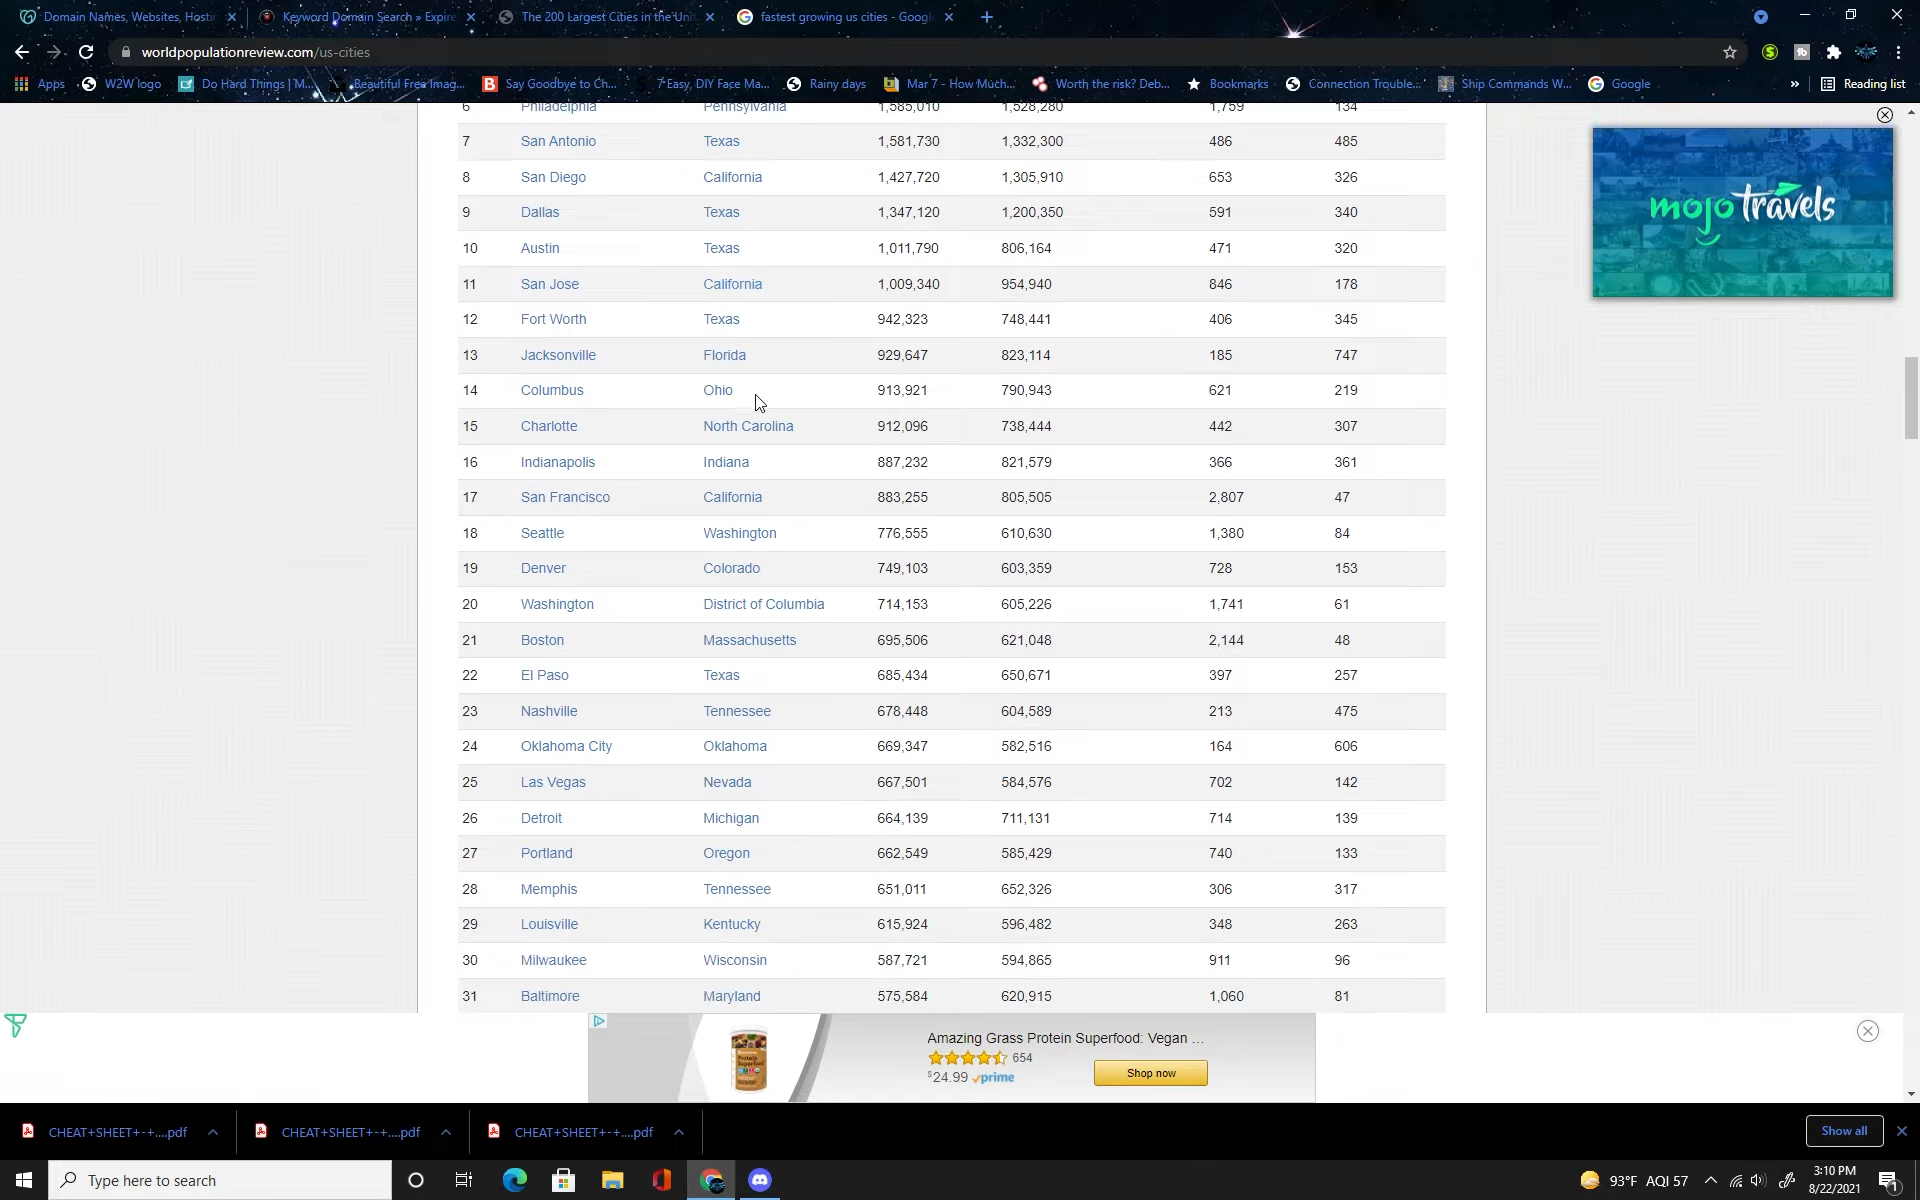 Domain Names, Websites, Hostin
Keyword Domain Search » Expire
The 200 Largest Cities in the Uni
fastest growing us cities - Google
worldpopulationreview.com/us-cities
Apps W2W logo Do Hard Things | M... Beautiful Free Imag... Say Goodbye to Ch... 7 Easy, DIY Face Ma... Rainy days Mar 7 - How Much... Worth the risk? Deb... Bookmarks Connection Trouble... Ship Commands W... Google » Reading list
6 Philadelphia Pennsylvania 1,585,010 1,528,280 1,759 134
7 San Antonio Texas 1,581,730 1,332,300 486 485
8 San Diego California 1,427,720 1,305,910 653 326
9 Dallas Texas 1,347,120 1,200,350 591 340
10 Austin Texas 1,011,790 806,164 471 320
11 San Jose California 1,009,340 954,940 846 178
12 Fort Worth Texas 942,323 748,441 406 345
13 Jacksonville Florida 929,647 823,114 185 747
14 Columbus Ohio 913,921 790,943 621 219
15 Charlotte North Carolina 912,096 738,444 442 307
16 Indianapolis Indiana 887,232 821,579 366 361
17 San Francisco California 883,255 805,505 2,807 47
18 Seattle Washington 776,555 610,630 1,380 84
19 Denver Colorado 749,103 603,359 728 153
20 Washington District of Columbia 714,153 605,226 1,741 61
21 Boston Massachusetts 695,506 621,048 2,144 48
22 El Paso Texas 685,434 650,671 397 257
23 Nashville Tennessee 678,448 604,589 213 475
24 Oklahoma City Oklahoma 669,347 582,516 164 606
25 Las Vegas Nevada 667,501 584,576 702 142
26 Detroit Michigan 664,139 711,131 714 139
27 Portland Oregon 662,549 585,429 740 133
28 Memphis Tennessee 651,011 652,326 306 317
29 Louisville Kentucky 615,924 596,482 348 263
30 Milwaukee Wisconsin 587,721 594,865 911 96
31 Baltimore Maryland 575,584 620,915 1,060 81
mojo travels
Amazing Grass Protein Superfood: Vegan ...
654
$24.99 prime
Shop now
CHEAT+SHEET+-+....pdf
CHEAT+SHEET+-+....pdf
CHEAT+SHEET+-+....pdf
Show all
Type here to search
93°F AQI 57
3:10 PM
8/22/2021
1